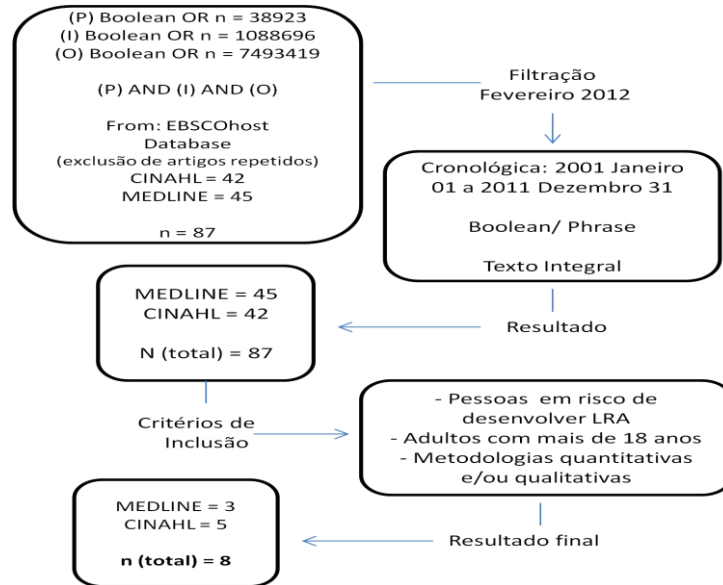 (P) Boolean OR n = 38923
(I) Boolean OR n = 1088696
(O) Boolean OR n = 7493419
(P) AND (I) AND (O)
From: EBSCOhost
Database
(exclusão de artigos repetidos)
CINAHL = 42
MEDLINE = 45
n = 87
Filtração
Fevereiro 2012
Cronológica: 2001 Janeiro
01 a 2011 Dezembro 31
Boolean/ Phrase
Texto Integral
Resultado
MEDLINE = 45
CINAHL = 42
N (total) = 87
Critérios de
Inclusão
- Pessoas em risco de
desenvolver LRA
- Adultos com mais de 18 anos
- Metodologias quantitativas
e/ou qualitativas
Resultado final
MEDLINE = 3
CINAHL = 5
n (total) = 8